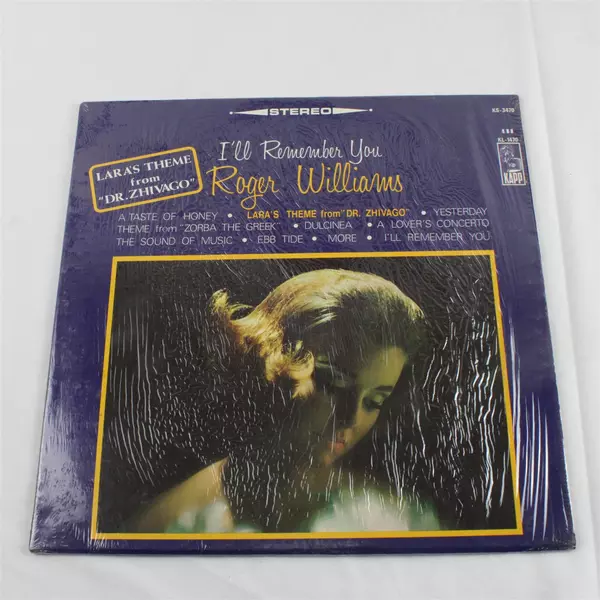 STEREO
KS-3470
KL-1470
KAPP
I'll Remember You
LARA'S THEME
from
"DR. ZHIVAGO"
Roger Williams
A TASTE OF HONEY • LARA'S THEME from "DR. ZHIVAGO" • YESTERDAY
THEME from "ZORBA THE GREEK" • DULCINEA • A LOVER'S CONCERTO
THE SOUND OF MUSIC • EBB TIDE • MORE • I'LL REMEMBER YOU